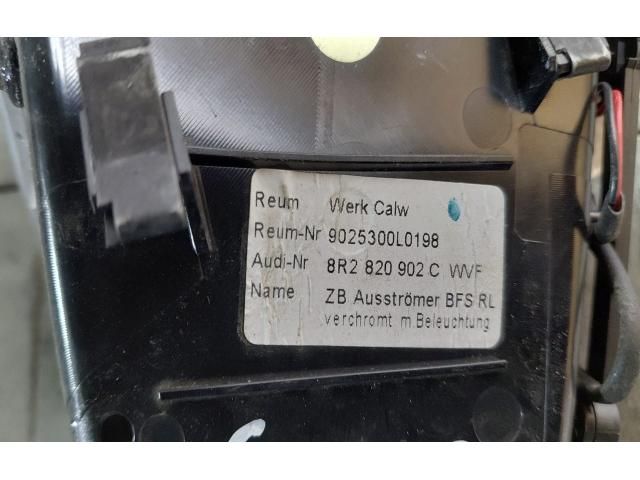 Reum Werk Calw
Reum-Nr 9025300L0198
Audi-Nr 8R2 820 902 C WVF
Name ZB Ausströmer BFS RL
verchromt m Beleuchtung